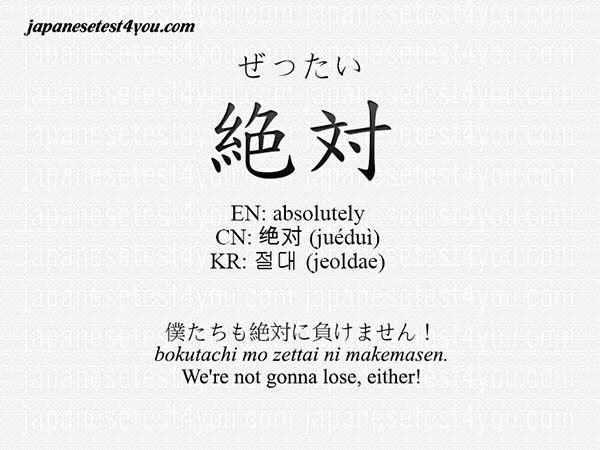 japanesetest4you.com
ぜったい
絶対
EN: absolutely
CN: 绝对 (juéduì)
KR: 절대 (jeoldae)
僕たちも絶対に負けません！
bokutachi mo zettai ni makemasen.
We're not gonna lose, either!